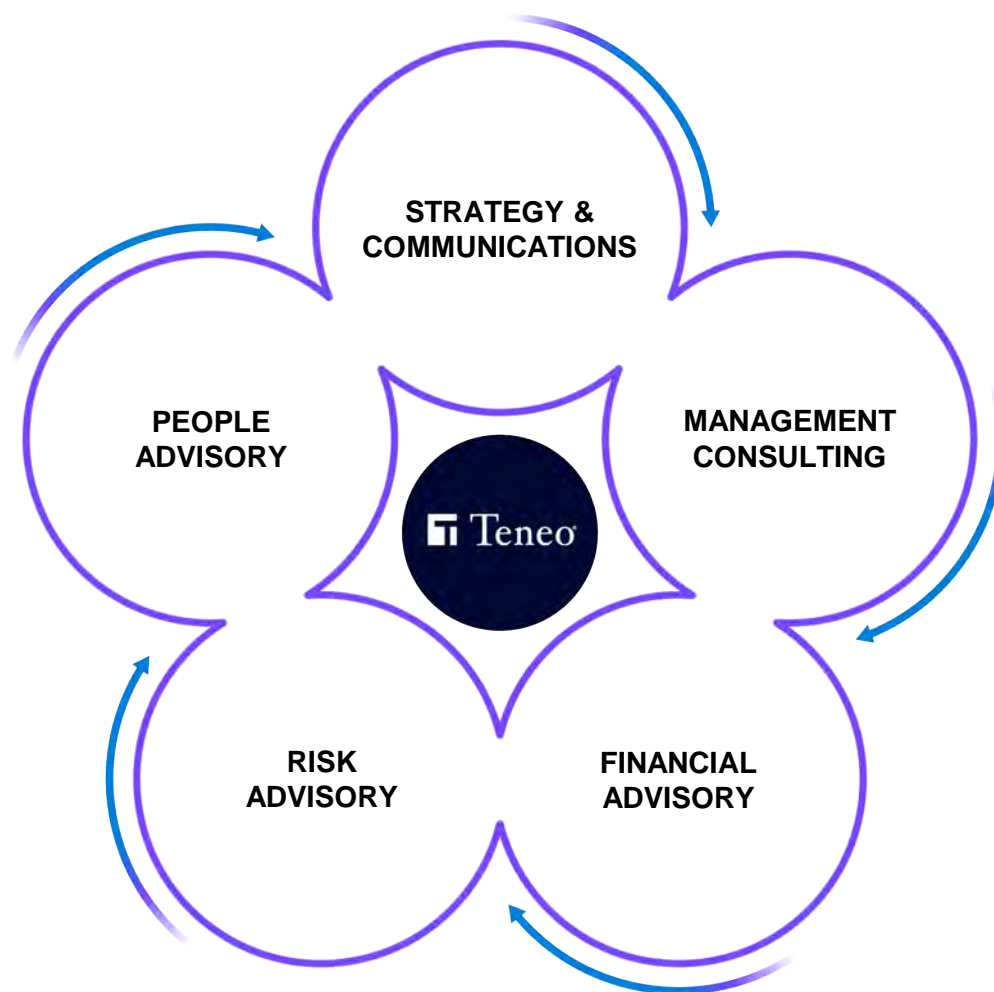 STRATEGY &
COMMUNICATIONS
PEOPLE
ADVISORY
MANAGEMENT
CONSULTING
Teneo
RISK
ADVISORY
FINANCIAL
ADVISORY